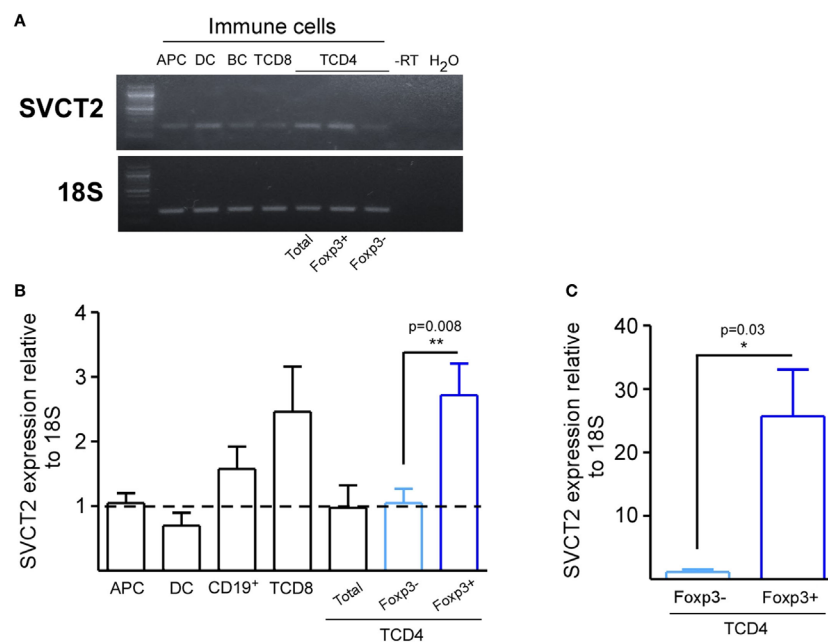 A
Immune cells
APC DC BC TCD8 TCD4 -RT H2O
SVCT2
18S
Total Foxp3+ Foxp3-
B
SVCT2 expression relative
to 18S
4
3
2
1
p=0.008
**
APC DC CD19+ TCD8 Total Foxp3- Foxp3+
TCD4
C
SVCT2 expression relative
to 18S
40
30
20
10
p=0.03
*
Foxp3- Foxp3+
TCD4